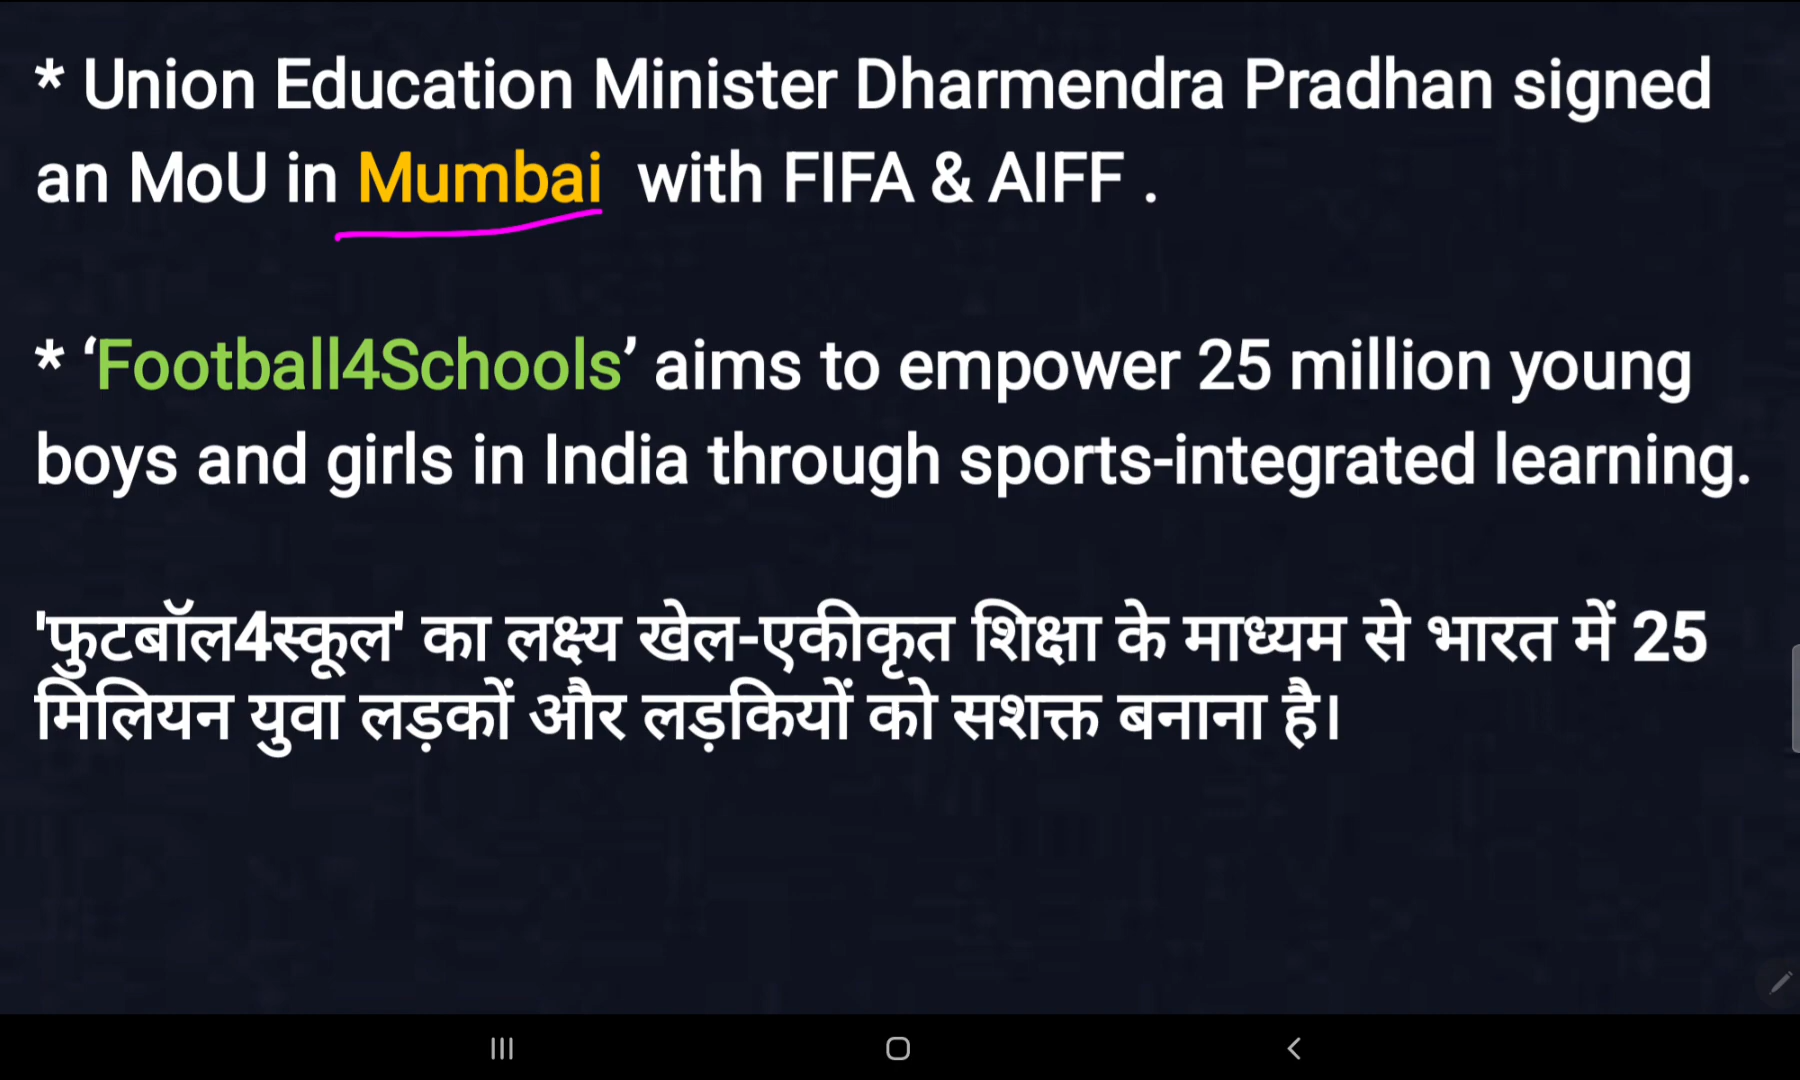 * Union Education Minister Dharmendra Pradhan signed
an MoU in Mumbai with FIFA & AIFF .
* ‘Football4Schools’ aims to empower 25 million young
boys and girls in India through sports-integrated learning.
'फुटबॉल4स्कूल' का लक्ष्य खेल-एकीकृत शिक्षा के माध्यम से भारत में 25
मिलियन युवा लड़कों और लड़कियों को सशक्त बनाना है।